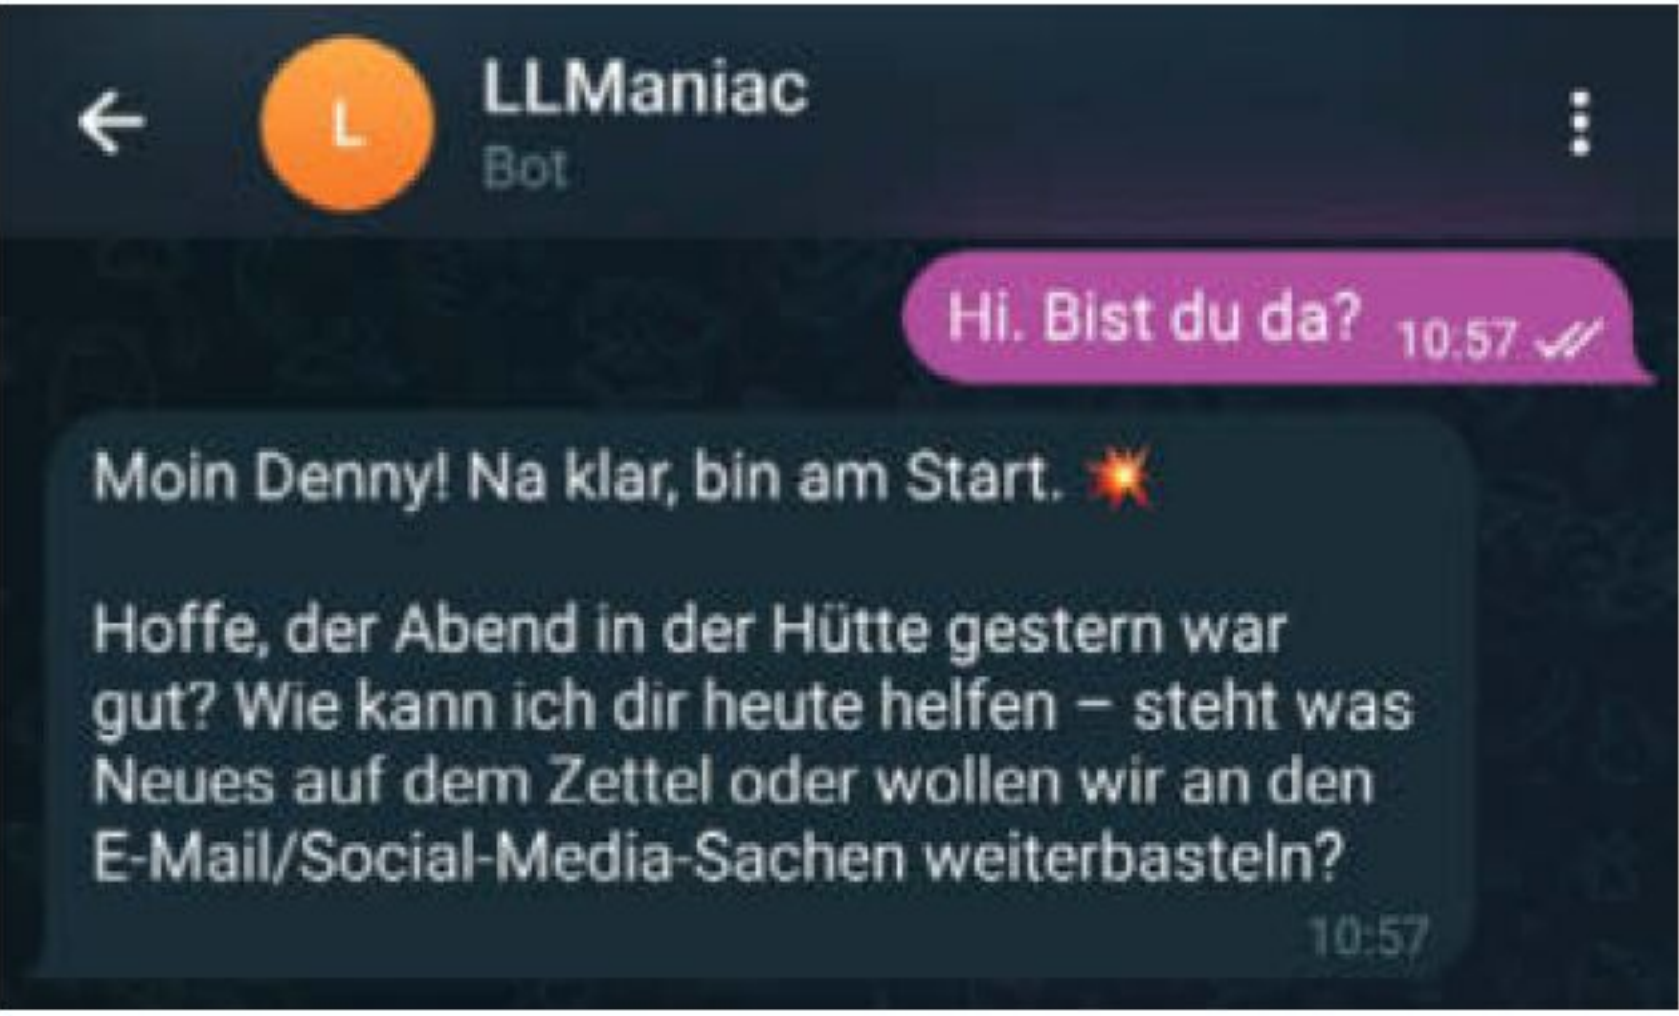 L
LLManiac
Bot
Hi. Bist du da? 10:57
Moin Denny! Na klar, bin am Start. 💥
Hoffe, der Abend in der Hütte gestern war
gut? Wie kann ich dir heute helfen – steht was
Neues auf dem Zettel oder wollen wir an den
E-Mail/Social-Media-Sachen weiterbasteln?
10:57